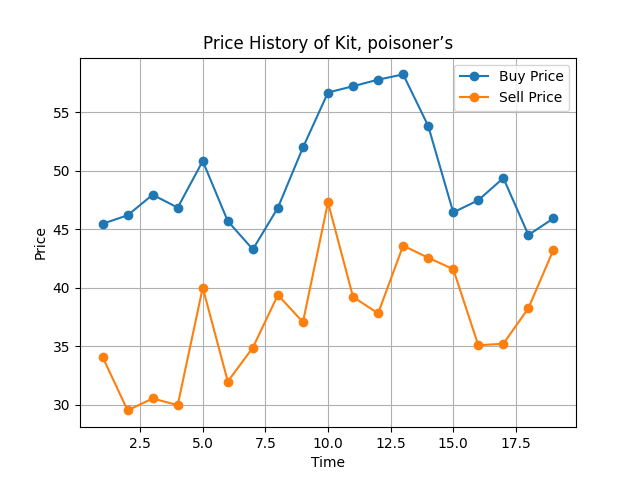 Price History of Kit, poisoner’s
Buy Price
Sell Price
Price
55
50
45
40
35
30
2.5 5.0 7.5 10.0 12.5 15.0 17.5
Time